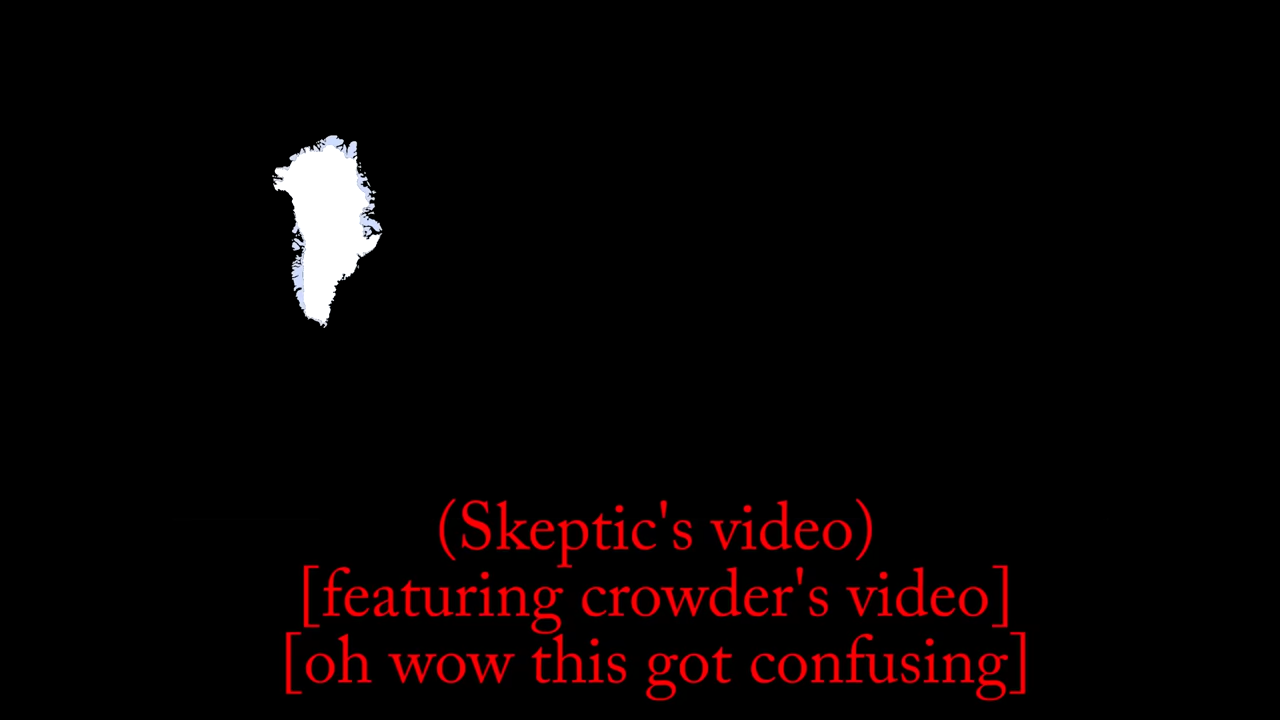 (Skeptic's video)
[featuring crowder's video]
[oh wow this got confusing]